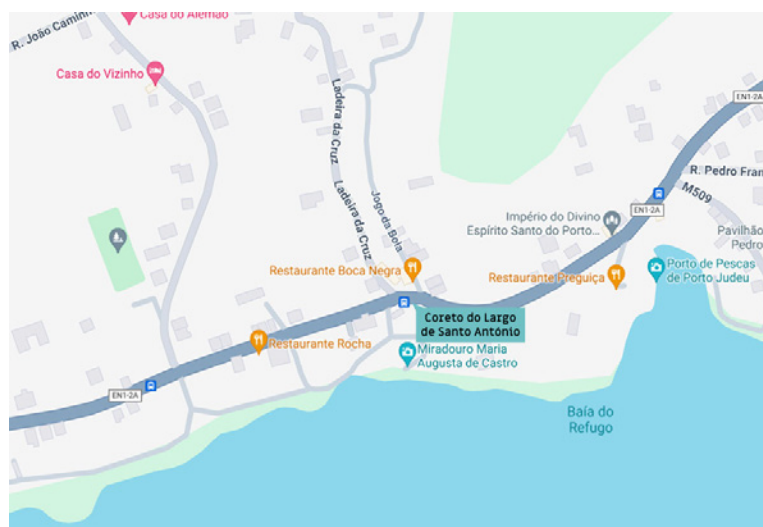 Casa do Alemão
R. João Caminh
Casa do Vizinho
EN1-2A
Ladeira da Cruz
R. Pedro Fran
M509
Ladeira da Cruz
Jogo da Bola
EN1-2A
Império do Divino
Espírito Santo do Porto...
Pavilhão
Pedro
Restaurante Boca Negra
Restaurante Preguiça
Porto de Pescas
de Porto Judeu
Coreto do Largo
de Santo António
Restaurante Rocha
Miradouro Maria
Augusta de Castro
EN1-2A
Baía do
Refugo